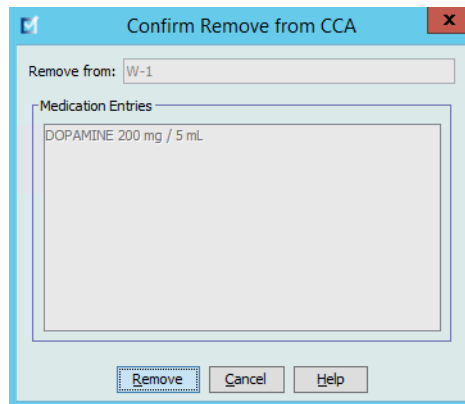 Confirm Remove from CCA
x
Remove from: W-1
Medication Entries
DOPAMINE 200 mg / 5 mL
Remove Cancel Help